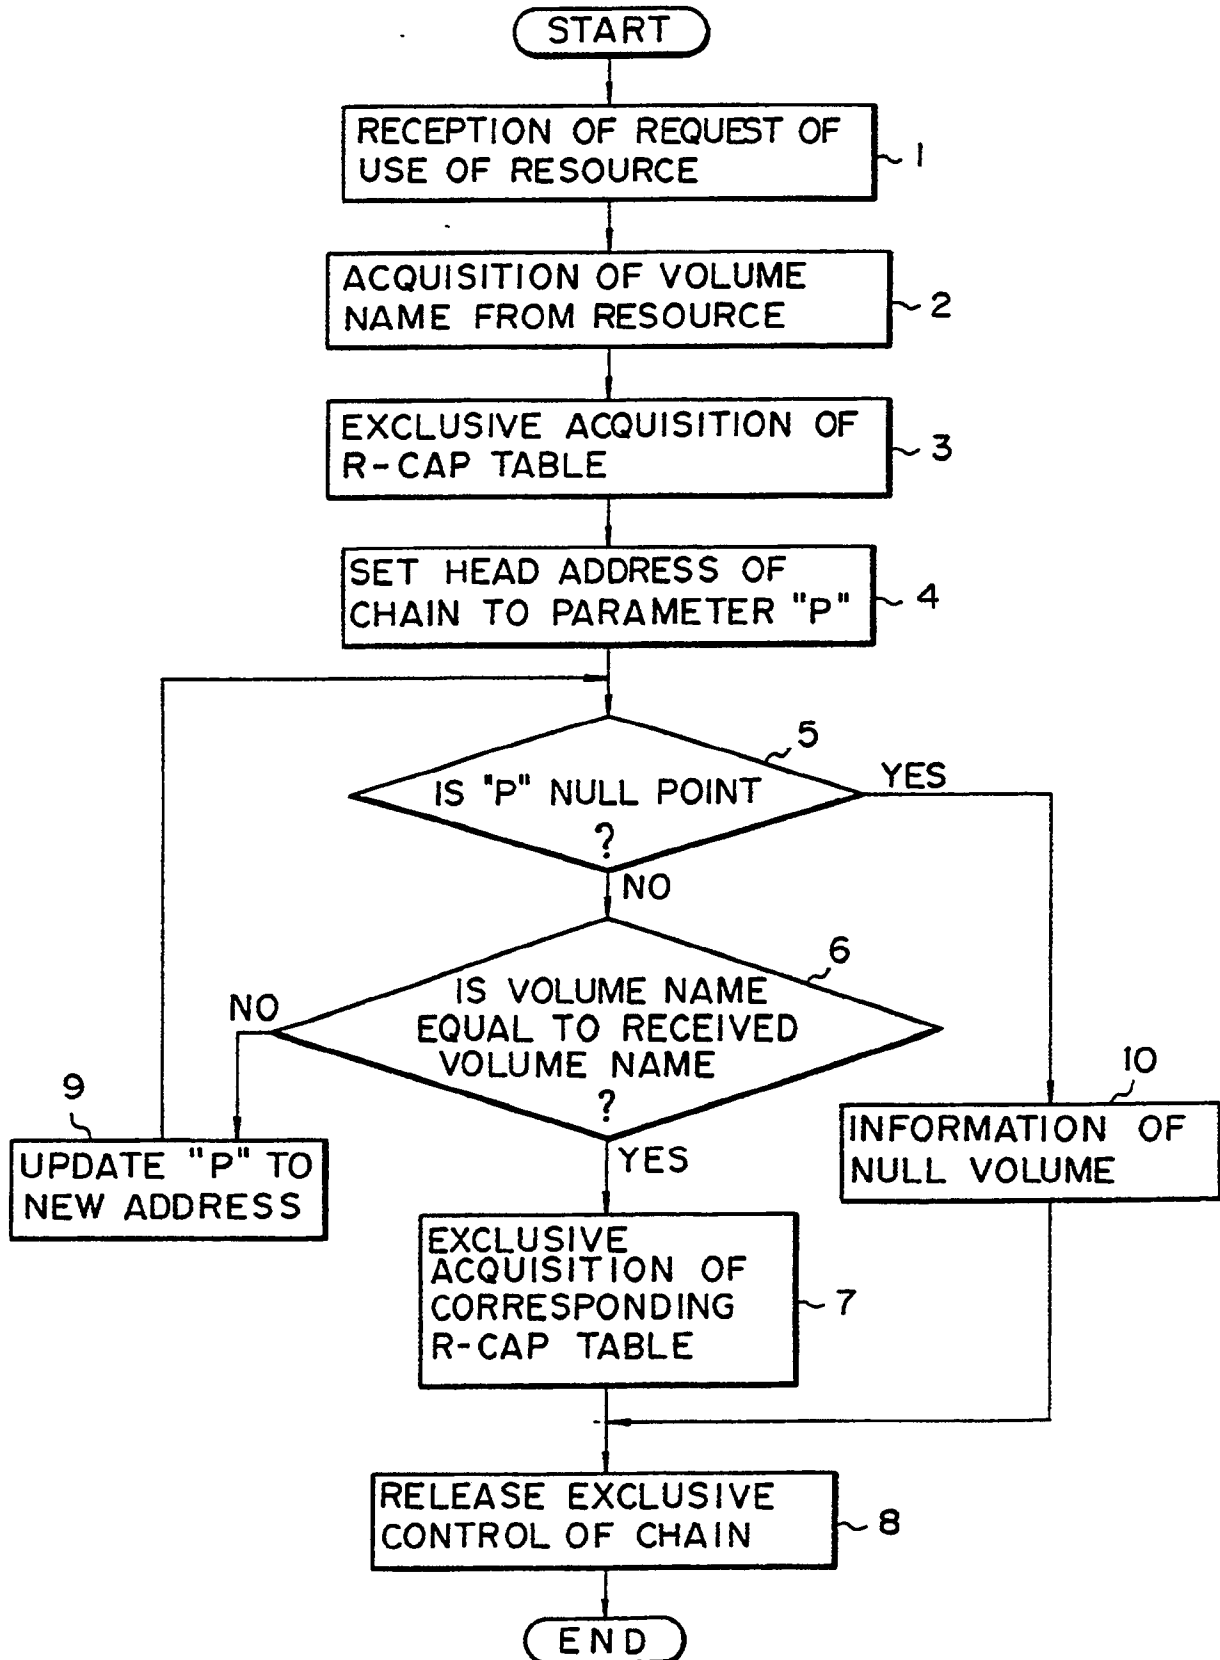 START
RECEPTION OF REQUEST OF
USE OF RESOURCE
1
ACQUISITION OF VOLUME
NAME FROM RESOURCE
2
EXCLUSIVE ACQUISITION OF
R-CAP TABLE
3
SET HEAD ADDRESS OF
CHAIN TO PARAMETER "P"
4
5
IS "P" NULL POINT
?
YES
NO
6
IS VOLUME NAME
EQUAL TO RECEIVED
VOLUME NAME
?
NO
YES
9
UPDATE "P" TO
NEW ADDRESS
10
INFORMATION OF
NULL VOLUME
EXCLUSIVE
ACQUISITION OF
CORRESPONDING
R-CAP TABLE
7
RELEASE EXCLUSIVE
CONTROL OF CHAIN
8
END